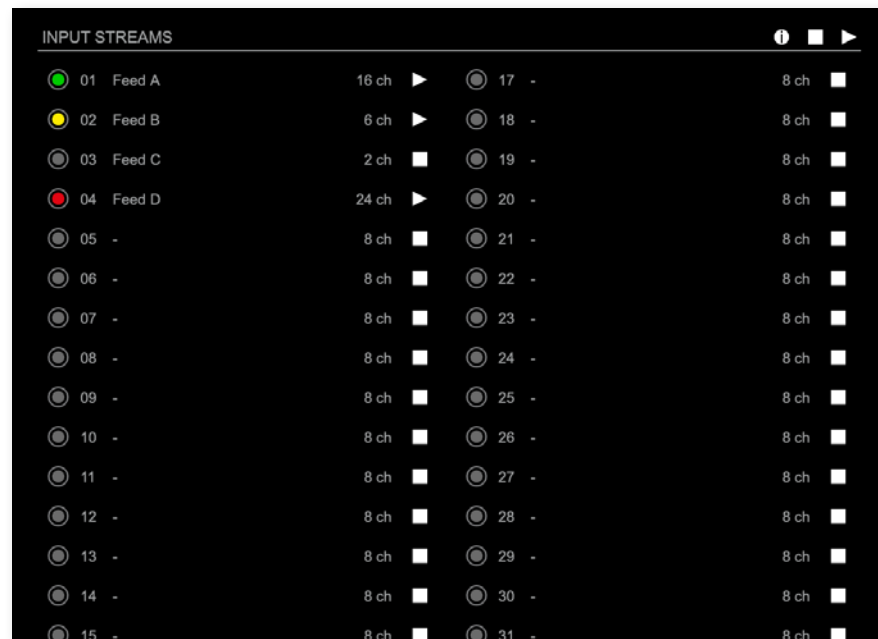 INPUT STREAMS
01 Feed A 16 ch
02 Feed B 6 ch
03 Feed C 2 ch
04 Feed D 24 ch
05 - 8 ch
06 - 8 ch
07 - 8 ch
08 - 8 ch
09 - 8 ch
10 - 8 ch
11 - 8 ch
12 - 8 ch
13 - 8 ch
14 - 8 ch
15 - 8 ch
17 - 8 ch
18 - 8 ch
19 - 8 ch
20 - 8 ch
21 - 8 ch
22 - 8 ch
23 - 8 ch
24 - 8 ch
25 - 8 ch
26 - 8 ch
27 - 8 ch
28 - 8 ch
29 - 8 ch
30 - 8 ch
31 - 8 ch